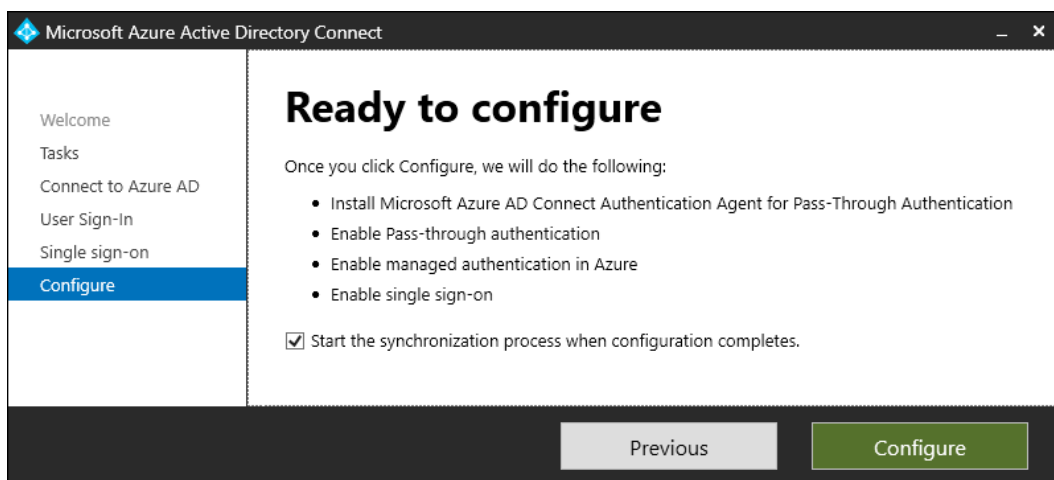 Microsoft Azure Active Directory Connect
Welcome
Tasks
Connect to Azure AD
User Sign-In
Single sign-on
Configure
Ready to configure
Once you click Configure, we will do the following:
• Install Microsoft Azure AD Connect Authentication Agent for Pass-Through Authentication
• Enable Pass-through authentication
• Enable managed authentication in Azure
• Enable single sign-on
Start the synchronization process when configuration completes.
Previous
Configure